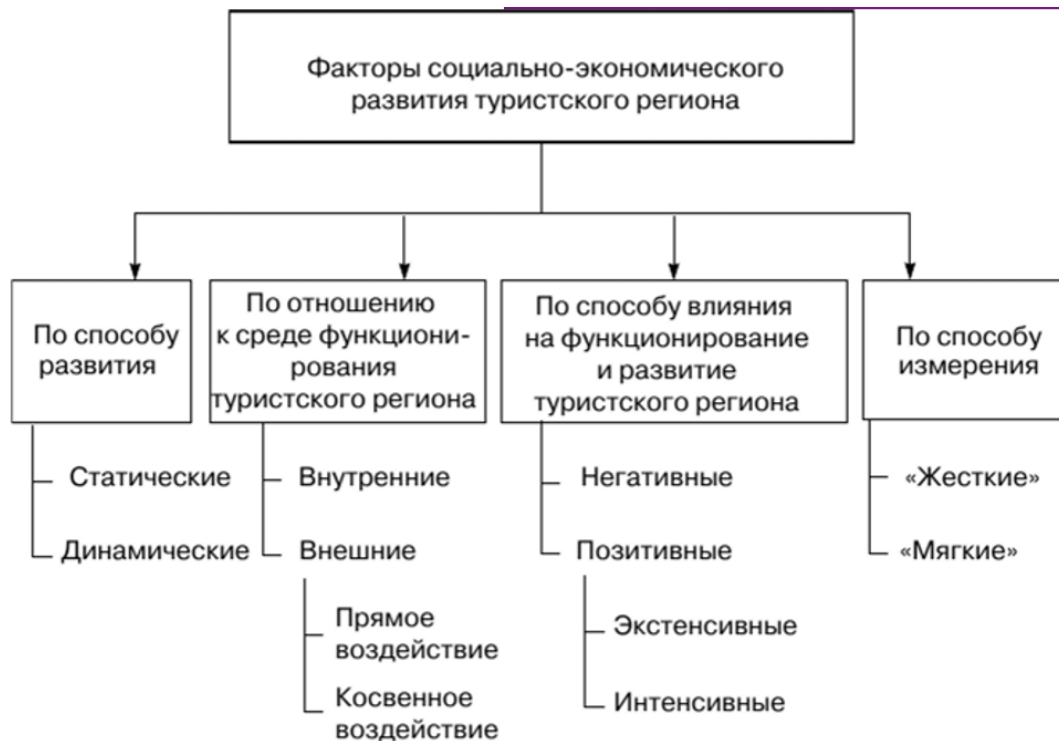 Факторы социально-экономического
развития туристского региона
По способу
развития
По отношению
к среде функциони-
рования
туристского региона
По способу влияния
на функционирование
и развитие
туристского региона
По способу
измерения
Статические
Динамические
Внутренние
Внешние
Прямое
воздействие
Косвенное
воздействие
Негативные
Позитивные
Экстенсивные
Интенсивные
«Жесткие»
«Мягкие»